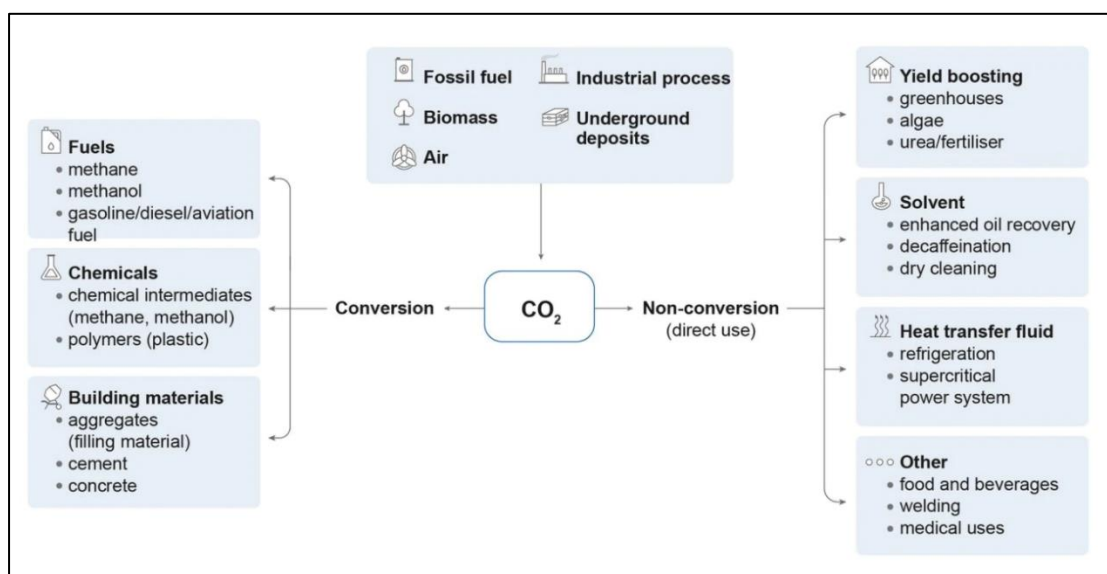 Fossil fuel
Industrial process
Biomass
Underground
deposits
Air
Fuels
• methane
• methanol
• gasoline/diesel/aviation
fuel
Chemicals
• chemical intermediates
(methane, methanol)
• polymers (plastic)
Building materials
• aggregates
(filling material)
• cement
• concrete
Conversion
CO₂
Non-conversion
(direct use)
Yield boosting
• greenhouses
• algae
• urea/fertiliser
Solvent
• enhanced oil recovery
• decaffeination
• dry cleaning
Heat transfer fluid
• refrigeration
• supercritical
power system
Other
• food and beverages
• welding
• medical uses